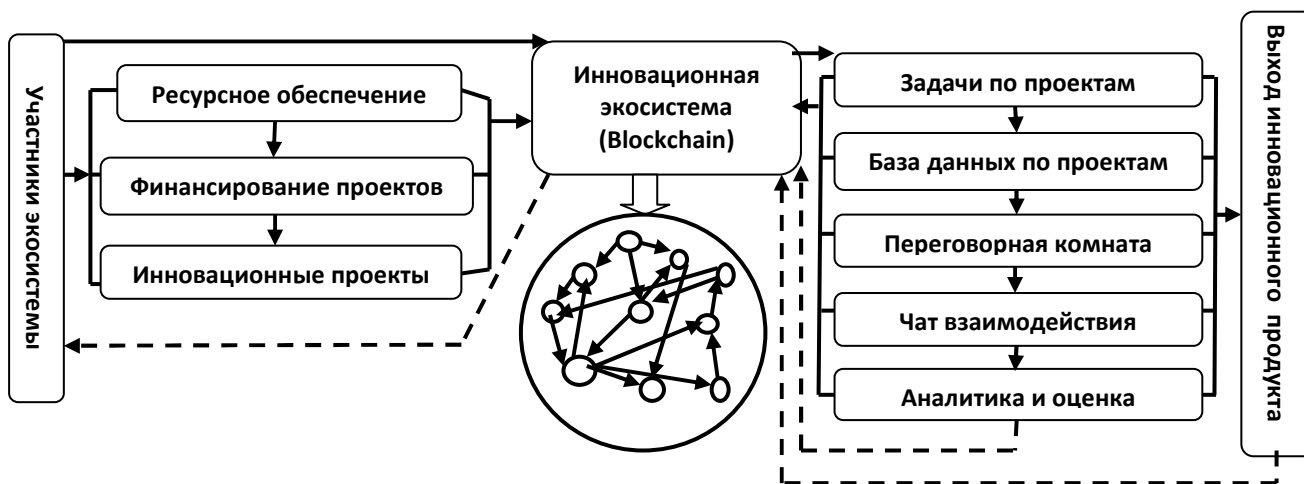 Участники экосистемы
Ресурсное обеспечение
Финансирование проектов
Инновационные проекты
Инновационная
экосистема
(Blockchain)
Задачи по проектам
База данных по проектам
Переговорная комната
Чат взаимодействия
Аналитика и оценка
Выход инновационного продукта